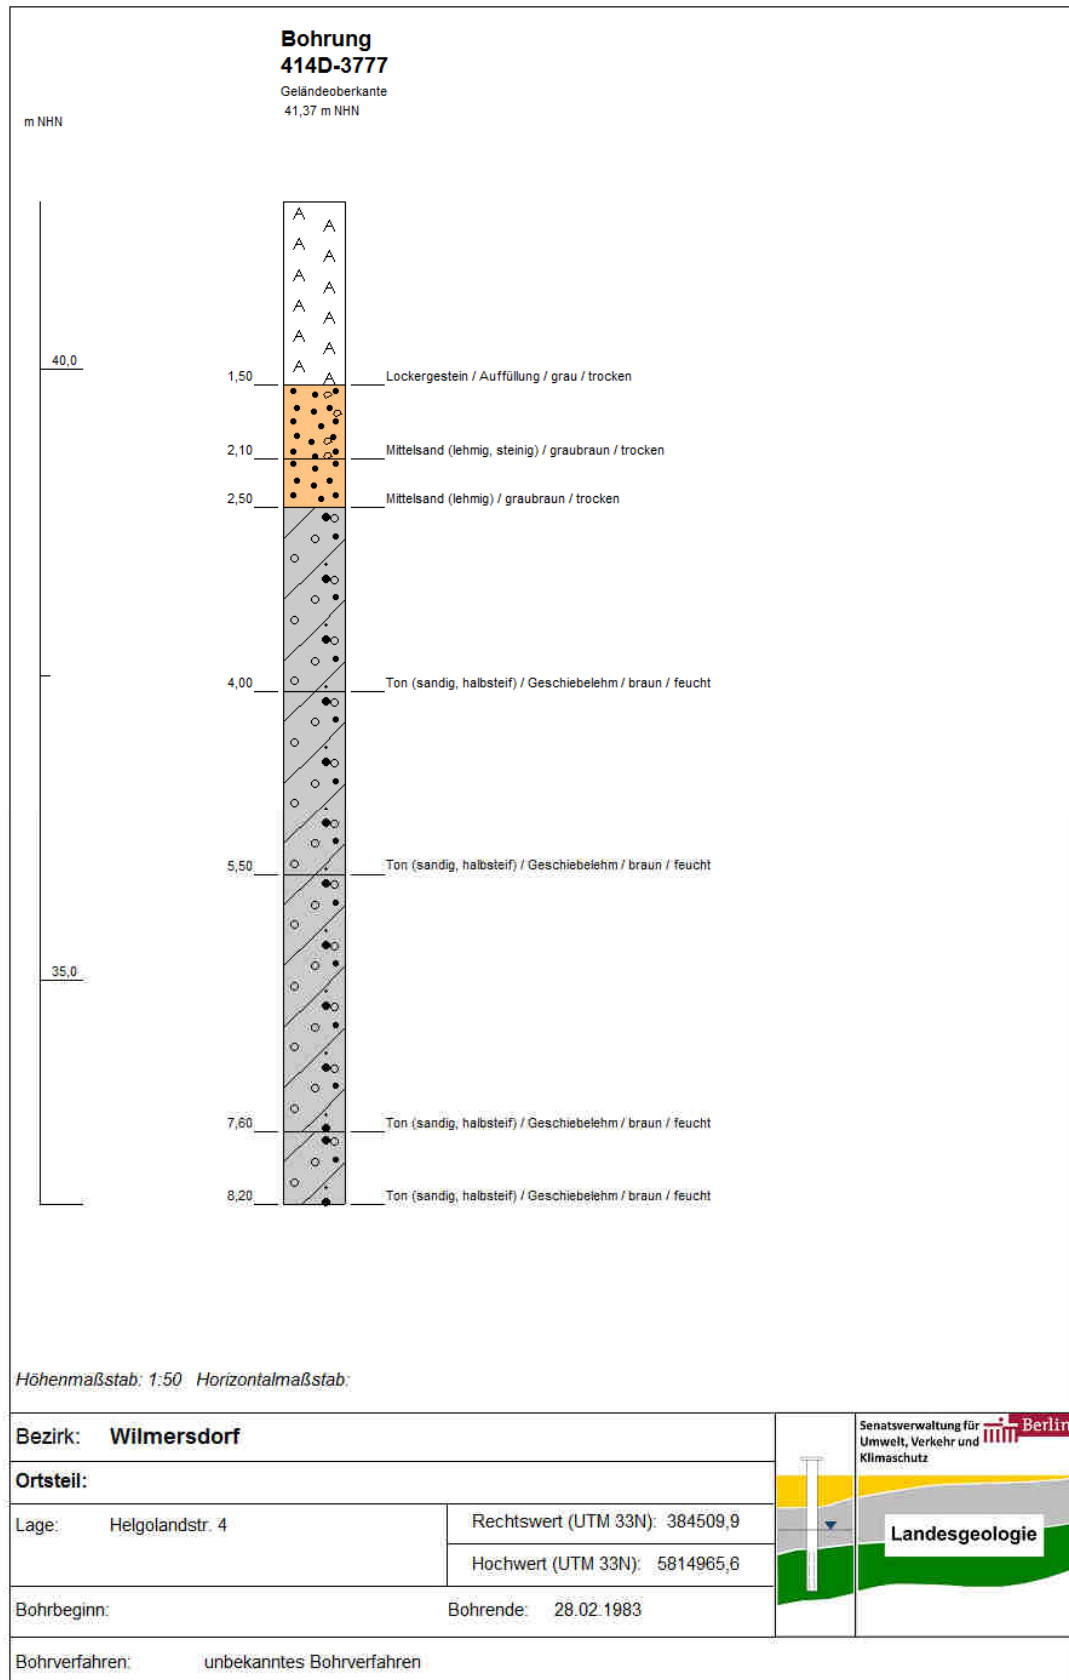 Bohrung
414D-3777
Geländeoberkante
41,37 m NHN
m NHN
40,0
1,50 Lockergestein / Auffüllung / grau / trocken
2,10 Mittelsand (lehmig, steinig) / graubraun / trocken
2,50 Mittelsand (lehmig) / graubraun / trocken
4,00 Ton (sandig, halbsteif) / Geschiebelehm / braun / feucht
5,50 Ton (sandig, halbsteif) / Geschiebelehm / braun / feucht
35,0
7,60 Ton (sandig, halbsteif) / Geschiebelehm / braun / feucht
8,20 Ton (sandig, halbsteif) / Geschiebelehm / braun / feucht
Höhenmaßstab: 1:50 Horizontalmaßstab:
Bezirk: Wilmersdorf
Ortsteil:
Lage: Helgolandstr. 4
Rechtswert (UTM 33N): 384509,9
Hochwert (UTM 33N): 5814965,6
Bohrbeginn: Bohrende: 28.02.1983
Bohrverfahren: unbekanntes Bohrverfahren
Senatsverwaltung für
Umwelt, Verkehr und
Klimaschutz
Berlin
Landesgeologie